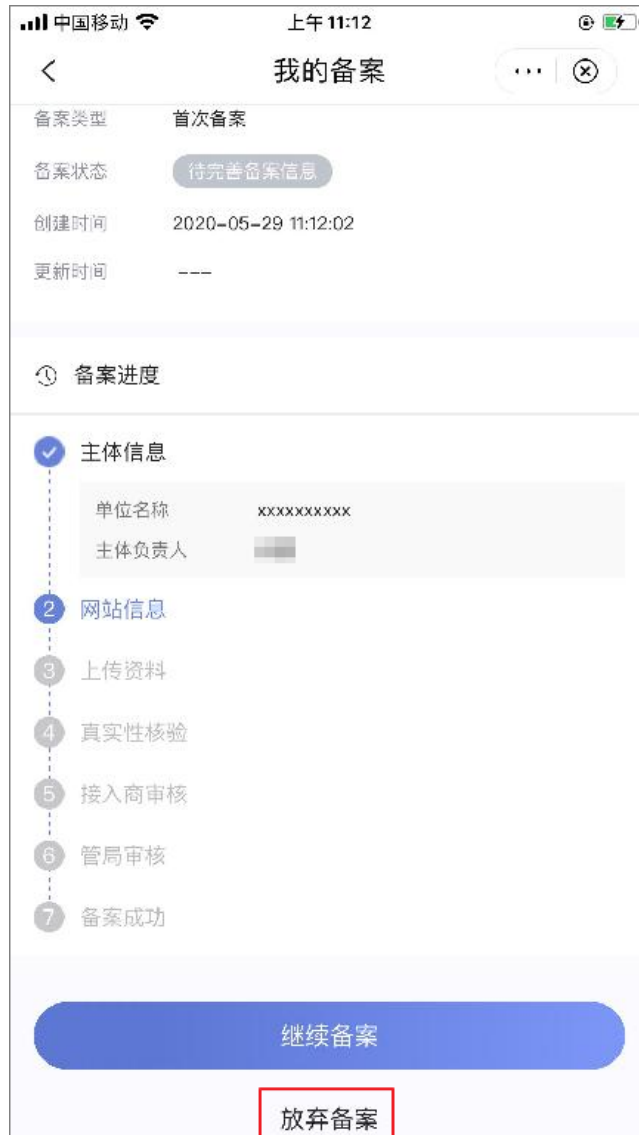 中国移动 上午 11:12
我的备案
备案类型 首次备案
备案状态 待完善备案信息
创建时间 2020-05-29 11:12:02
更新时间 ---
备案进度
主体信息
单位名称 xxxxxxxxxx
主体负责人
2 网站信息
3 上传资料
4 真实性核验
5 接入商审核
6 管局审核
7 备案成功
继续备案
放弃备案